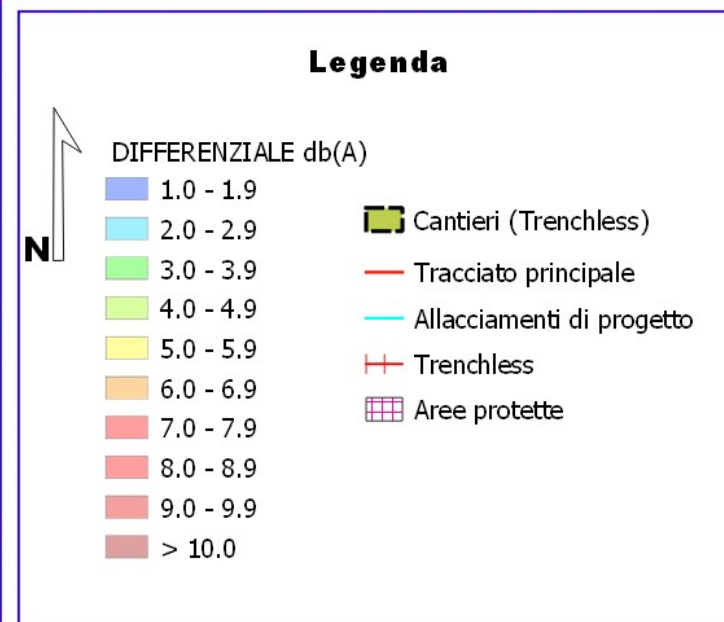 Legenda
N
DIFFERENZIALE db(A)
1.0 - 1.9
2.0 - 2.9
3.0 - 3.9
4.0 - 4.9
5.0 - 5.9
6.0 - 6.9
7.0 - 7.9
8.0 - 8.9
9.0 - 9.9
> 10.0
Cantieri (Trenchless)
Tracciato principale
Allacciamenti di progetto
Trenchless
Aree protette